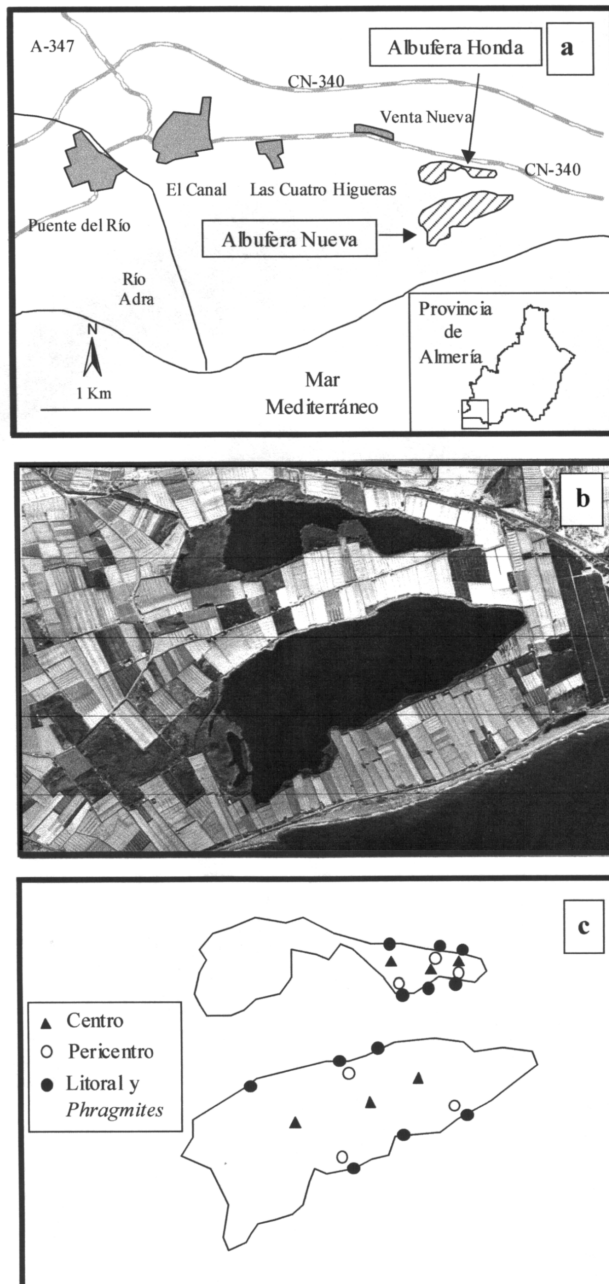 a
A-347
Albufera Honda
CN-340
Venta Nueva
CN-340
El Canal
Las Cuatro Higueras
Puente del Río
Albufera Nueva
Río
Adra
N
1 Km
Mar
Mediterráneo
Provincia
de
Almería
b
c
Centro
Pericentro
Litoral y
Phragmites